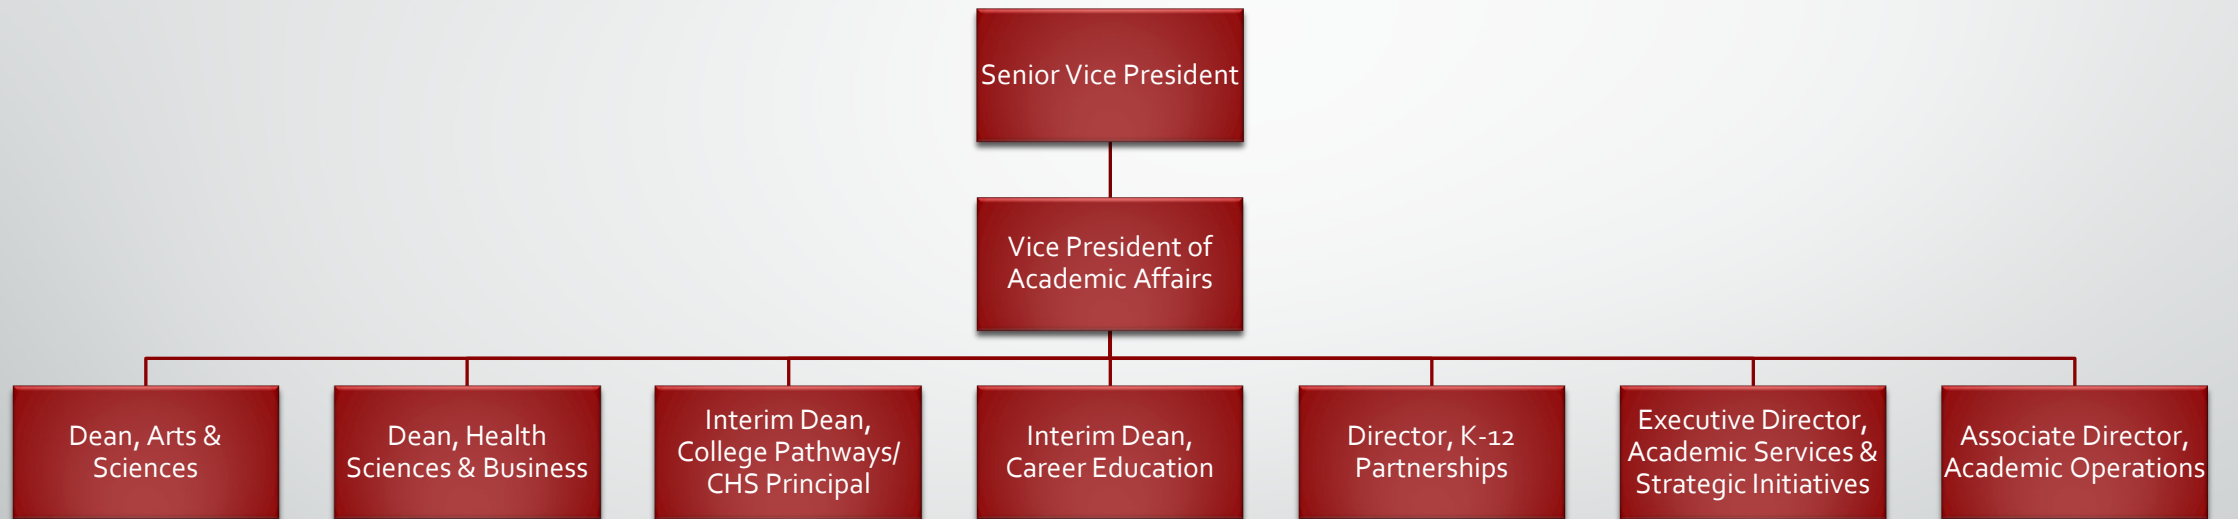 Senior Vice President
Vice President of
Academic Affairs
Dean, Arts &
Sciences
Dean, Health
Sciences & Business
Interim Dean,
College Pathways/
CHS Principal
Interim Dean,
Career Education
Director, K-12
Partnerships
Executive Director,
Academic Services &
Strategic Initiatives
Associate Director,
Academic Operations